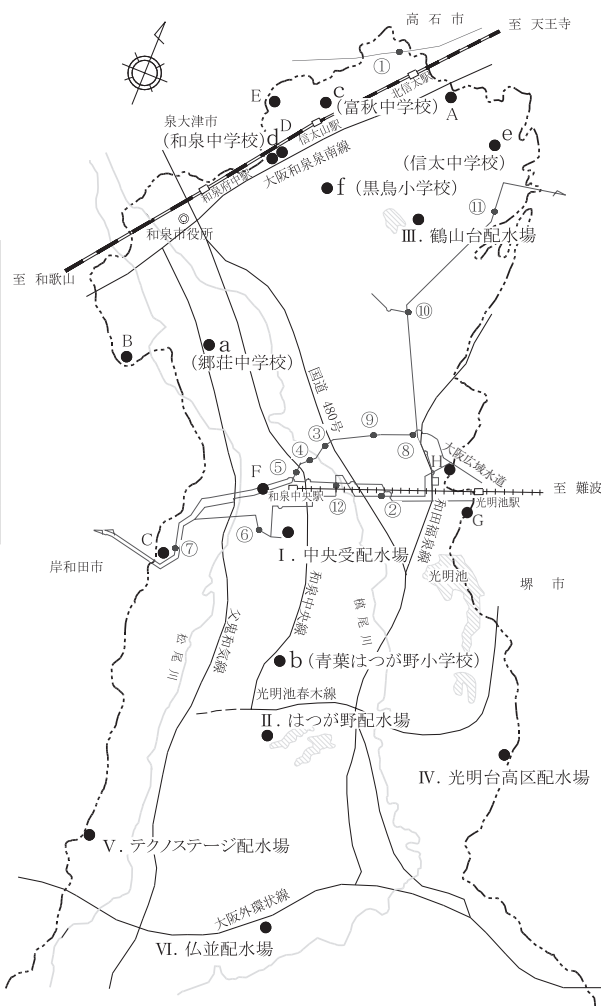 高石市
至 天王寺
①
北信太駅
E
c
(富秋中学校)
A
泉大津市
(和泉中学校)
D
d
信太山駅
e
(信太中学校)
大阪和泉泉南線
和泉府中駅
f (黒鳥小学校)
⑪
和泉市役所
Ⅲ. 鶴山台配水場
至 和歌山
⑩
B
a
(郷荘中学校)
国道 480号
③
⑨
⑧
④
⑤
大阪広域水道
H
F
和泉中央駅
⑫
②
至 難波
光明池駅
G
⑥
⑦
C
Ⅰ. 中央受配水場
和田福泉線
岸和田市
光明池
堺市
和泉中央線
槙尾川
父鬼和気線
松尾川
b (青葉はつが野小学校)
光明池春木線
Ⅱ. はつが野配水場
Ⅳ. 光明台高区配水場
Ⅴ. テクノステージ配水場
大阪外環状線
Ⅵ. 仏並配水場